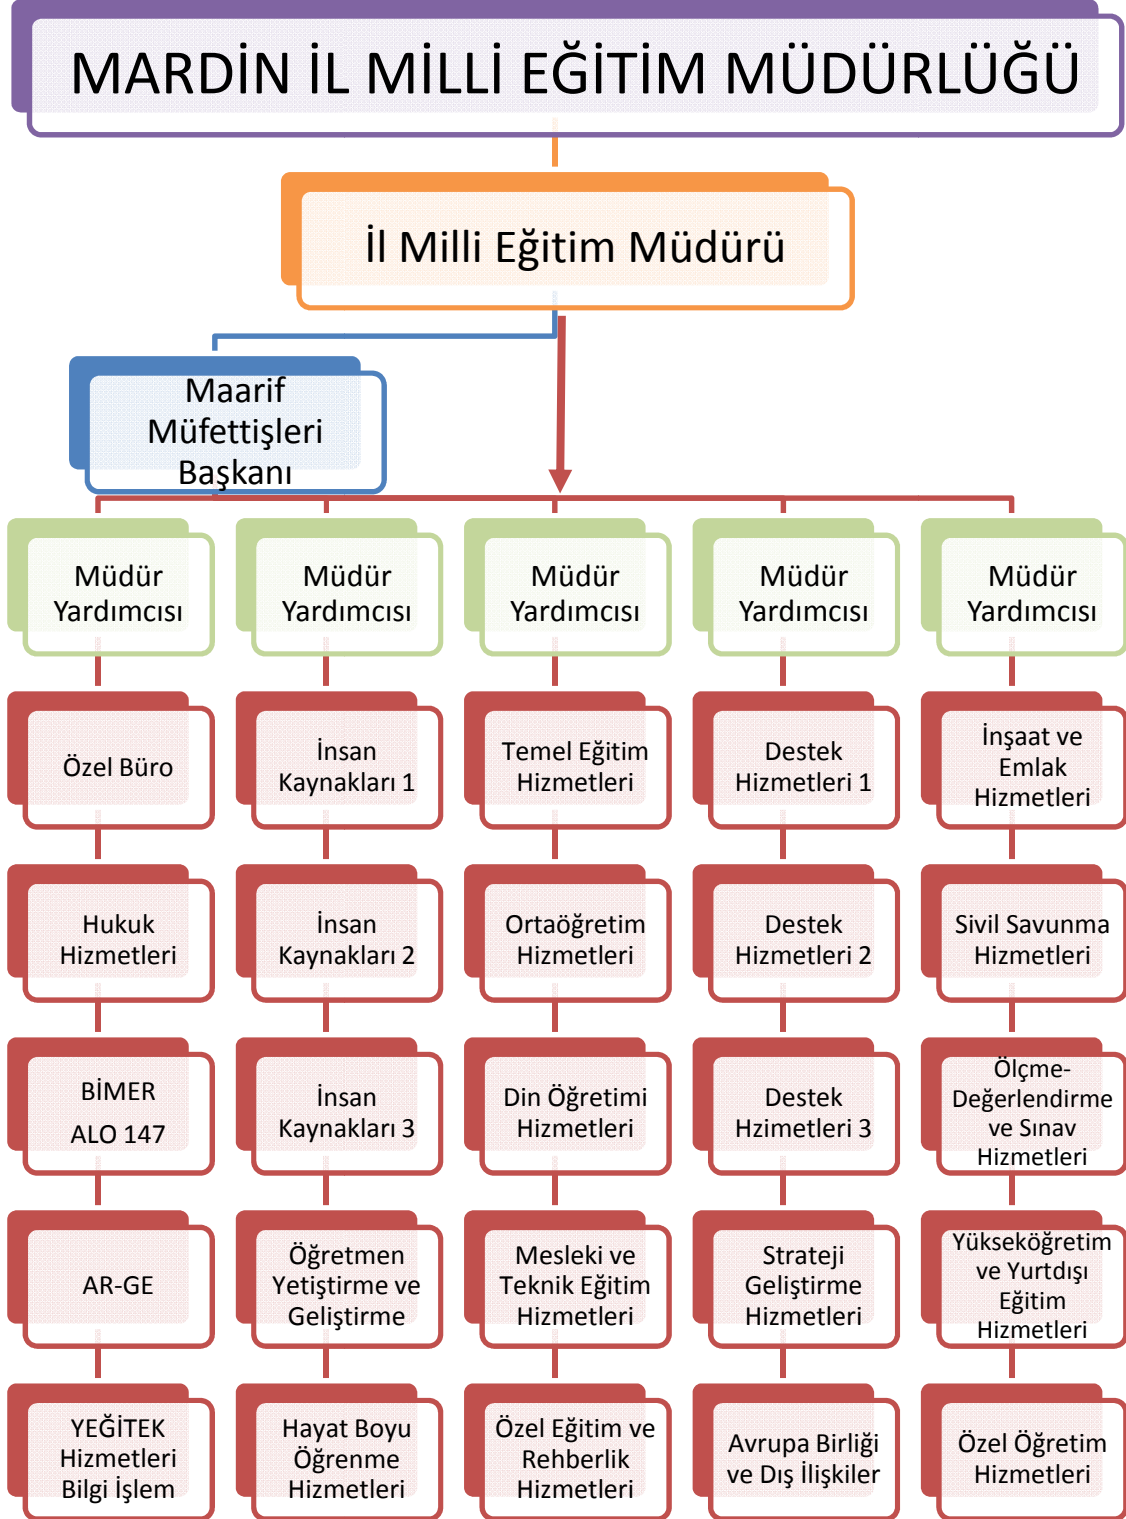 MARDİN İL MİLLİ EĞİTİM MÜDÜRLÜĞÜ
İl Milli Eğitim Müdürü
Maarif
Müfettişleri
Başkanı
Müdür
Yardımcısı
Müdür
Yardımcısı
Müdür
Yardımcısı
Müdür
Yardımcısı
Müdür
Yardımcısı
Özel Büro
İnsan
Kaynakları 1
Temel Eğitim
Hizmetleri
Destek
Hizmetleri 1
İnşaat ve
Emlak
Hizmetleri
Hukuk
Hizmetleri
İnsan
Kaynakları 2
Ortaöğretim
Hizmetleri
Destek
Hizmetleri 2
Sivil Savunma
Hizmetleri
BİMER
ALO 147
İnsan
Kaynakları 3
Din Öğretimi
Hizmetleri
Destek
Hzimetleri 3
Ölçme-
Değerlendirme
ve Sınav
Hizmetleri
AR-GE
Öğretmen
Yetiştirme ve
Geliştirme
Mesleki ve
Teknik Eğitim
Hizmetleri
Strateji
Geliştirme
Hizmetleri
Yükseköğretim
ve Yurtdışı
Eğitim
Hizmetleri
YEĞİTEK
Hizmetleri
Bilgi İşlem
Hayat Boyu
Öğrenme
Hizmetleri
Özel Eğitim ve
Rehberlik
Hizmetleri
Avrupa Birliği
ve Dış İlişkiler
Özel Öğretim
Hizmetleri